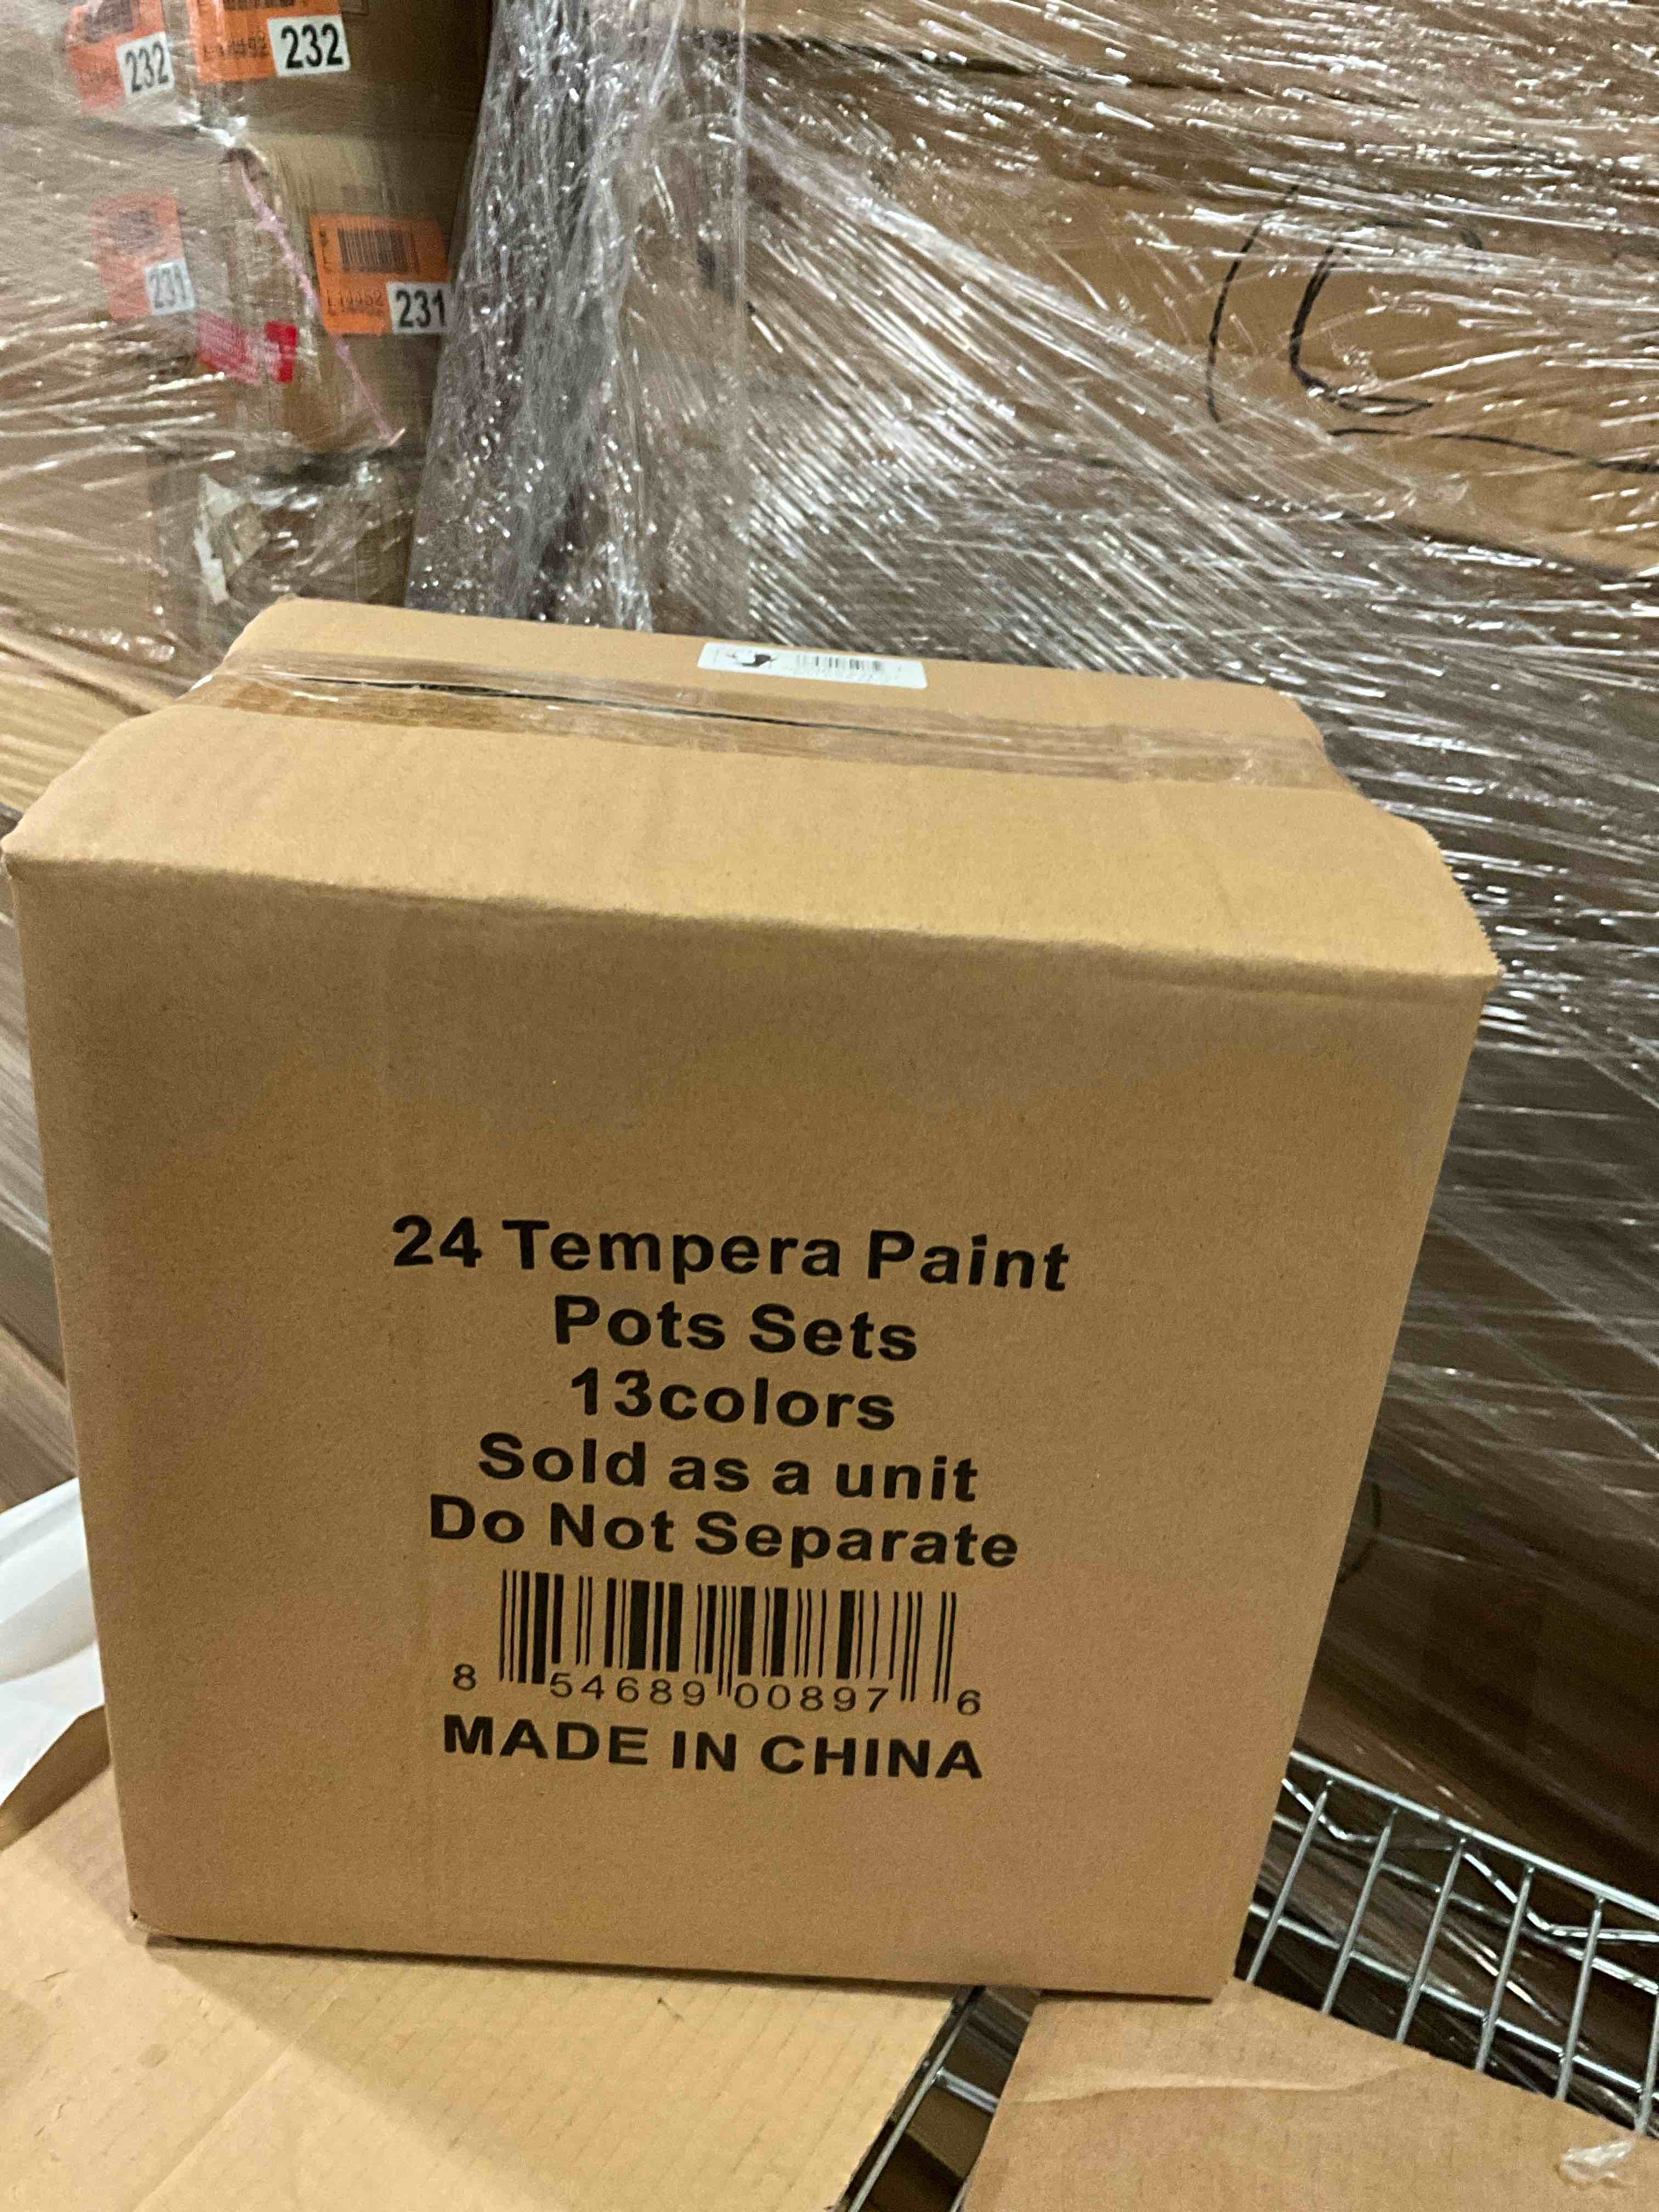 232
232
231
L19952 231
24 Tempera Paint
Pots Sets
13colors
Sold as a unit
Do Not Separate
8 54689 00897 6
MADE IN CHINA